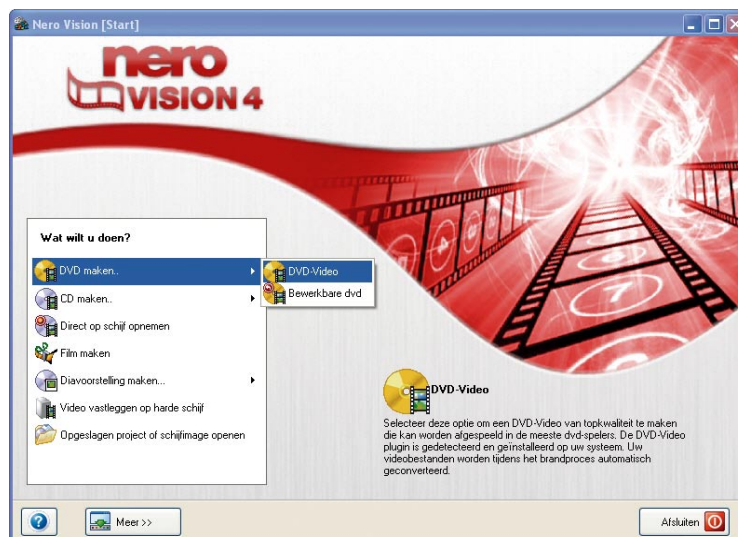 Nero Vision [Start]
nero
VISION 4
Wat wilt u doen?
DVD maken..
DVD-Video
Bewerkbare dvd
CD maken..
Direct op schijf opnemen
Film maken
Diavoorstelling maken...
Video vastleggen op harde schijf
Opgeslagen project of schijfimage openen
DVD-Video
Selecteer deze optie om een DVD-Video van topkwaliteit te maken
die kan worden afgespeeld in de meeste dvd-spelers. De DVD-Video
plugin is gedetecteerd en geïnstalleerd op uw systeem. Uw
videobestanden worden tijdens het brandproces automatisch
geconverteerd.
Meer >>
Afsluiten